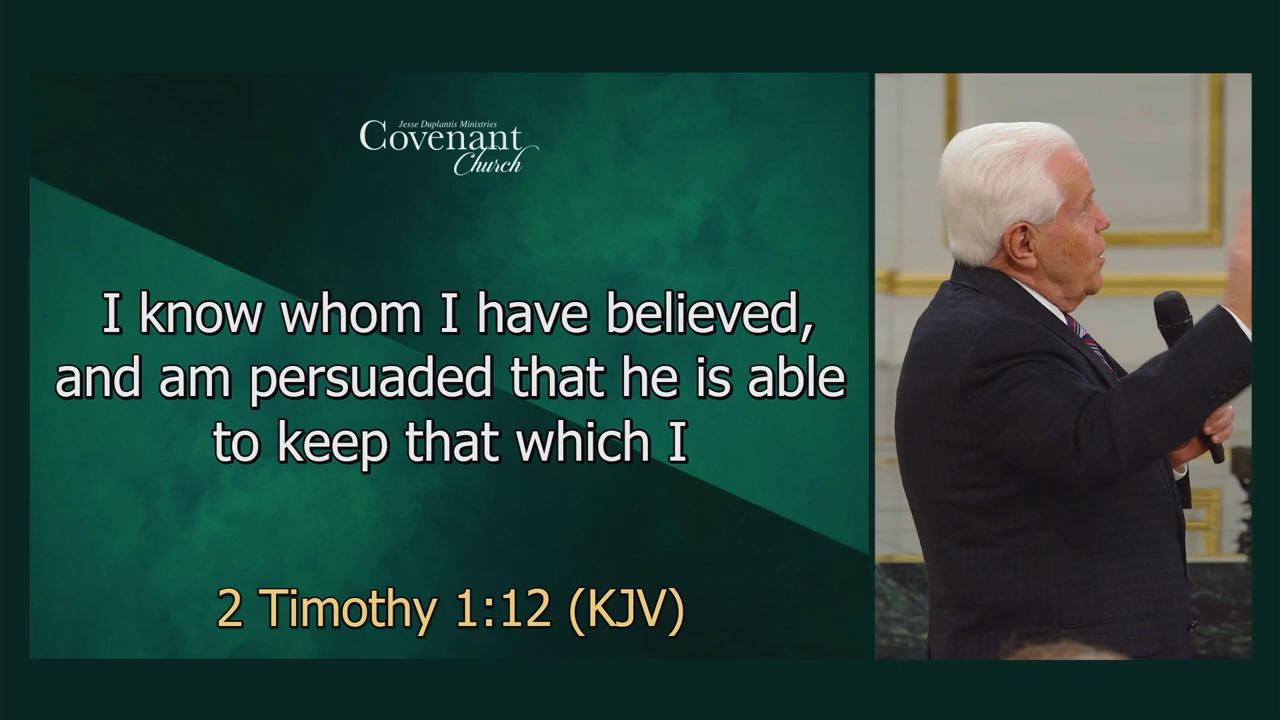 Jesse Duplantis Ministries
Covenant
Church
I know whom I have believed,
and am persuaded that he is able
to keep that which I
2 Timothy 1:12 (KJV)